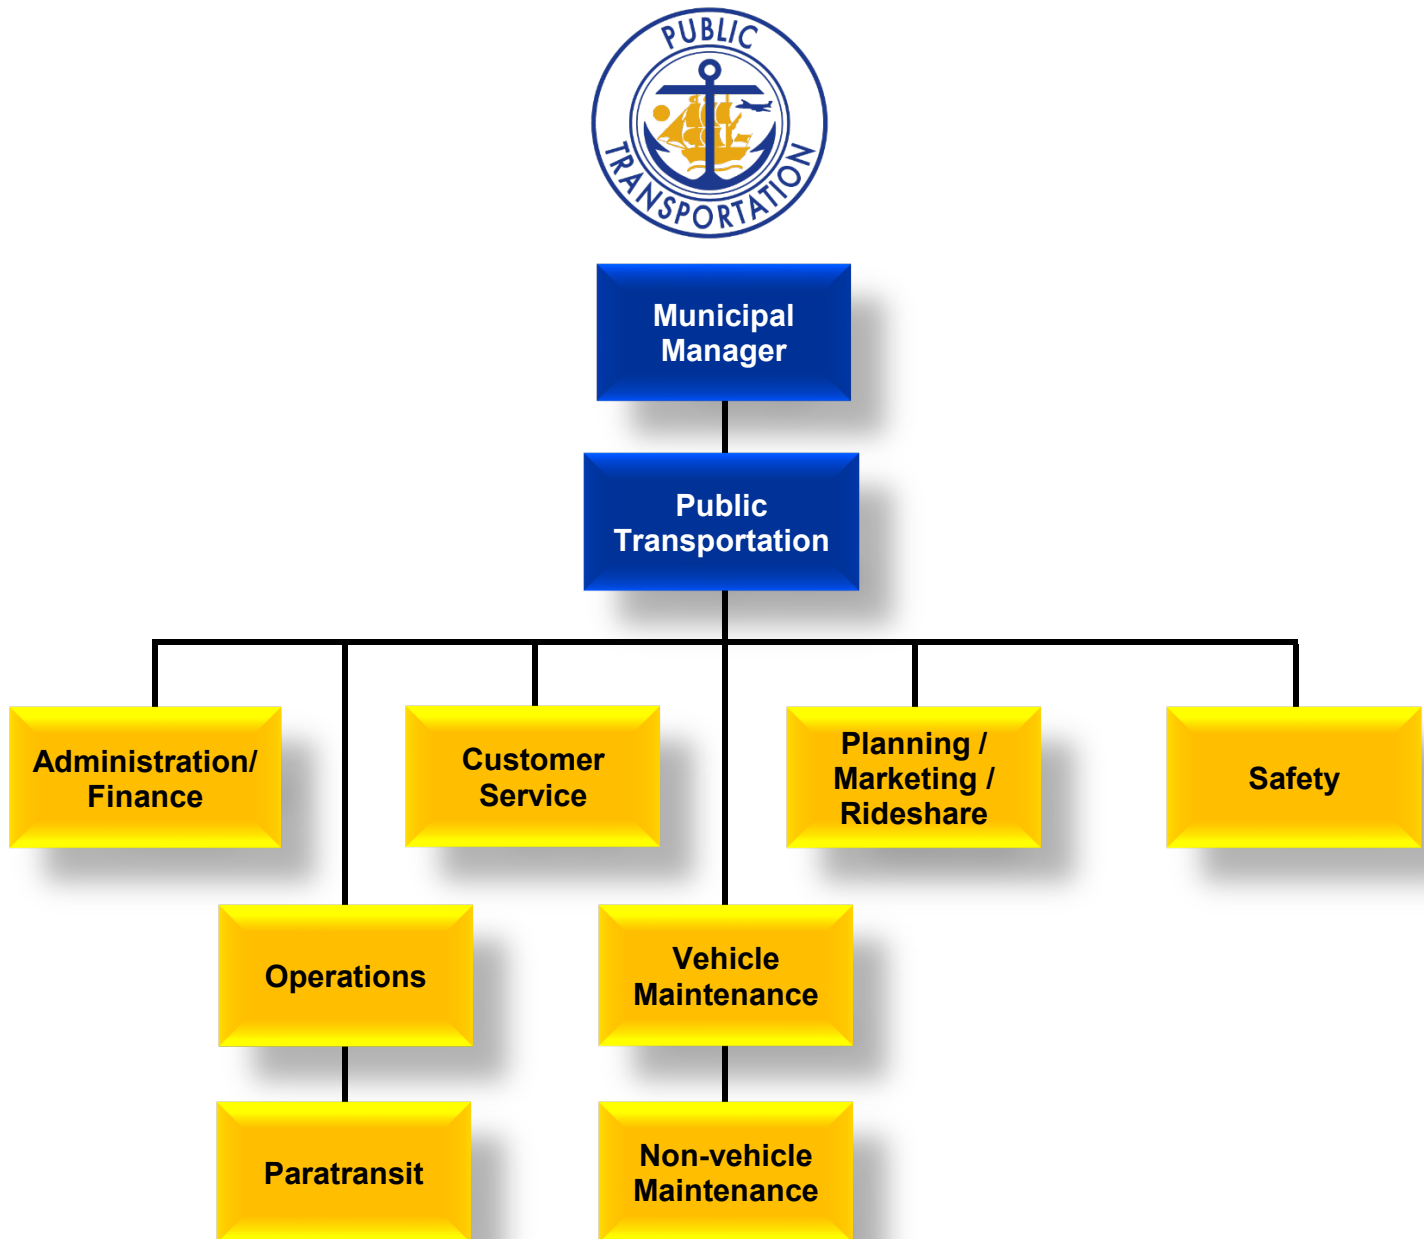 PUBLIC
TRANSPORTATION
Municipal
Manager
Public
Transportation
Administration/
Finance
Customer
Service
Planning /
Marketing /
Rideshare
Safety
Operations
Vehicle
Maintenance
Paratransit
Non-vehicle
Maintenance